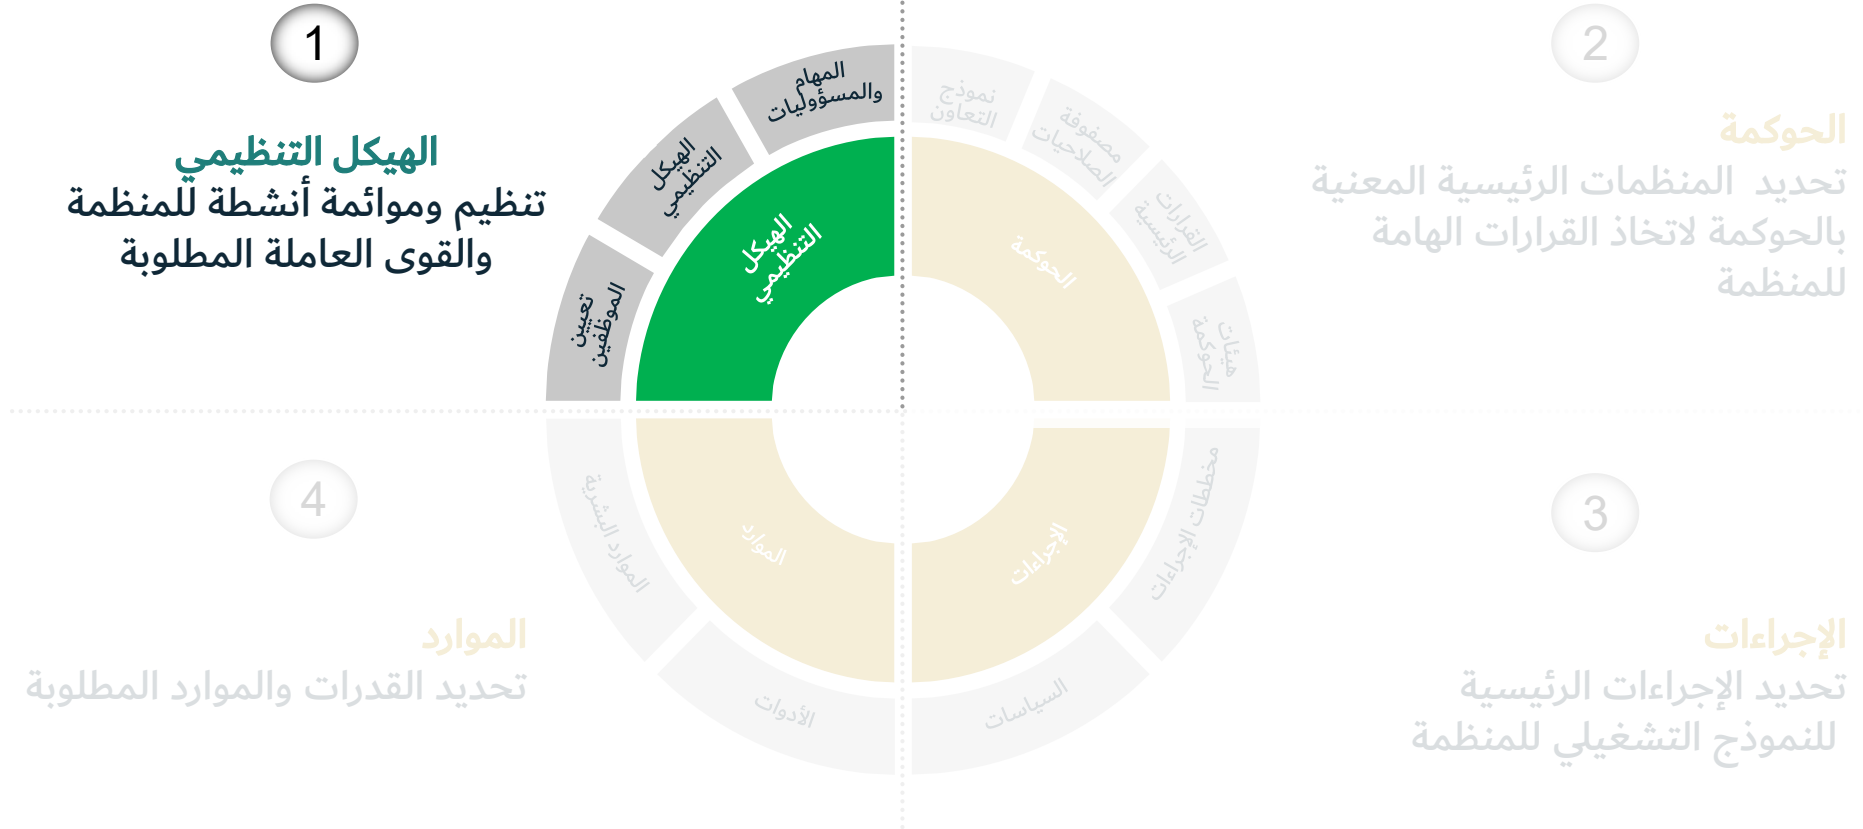 1
الهيكل التنظيمي
تنظيم وموائمة أنشطة للمنظمة
والقوى العاملة المطلوبة
2
الحوكمة
تحديد المنظمات الرئيسية المعنية
بالحوكمة لاتخاذ القرارات الهامة
للمنظمة
المهام
والمسؤوليات
الهيكل
التنظيمي
تعيين
الموظفين
الهيكل
التنظيمي
نموذج
التعاون
مصفوفة
الصلاحيات
القرارات
الرئيسية
هيئات
الحوكمة
الحوكمة
3
الإجراءات
تحديد الإجراءات الرئيسية
للنموذج التشغيلي للمنظمة
مخططات الإجراءات
السياسات
الإجراءات
4
الموارد
تحديد القدرات والموارد المطلوبة
الموارد البشرية
الأدوات
الموارد